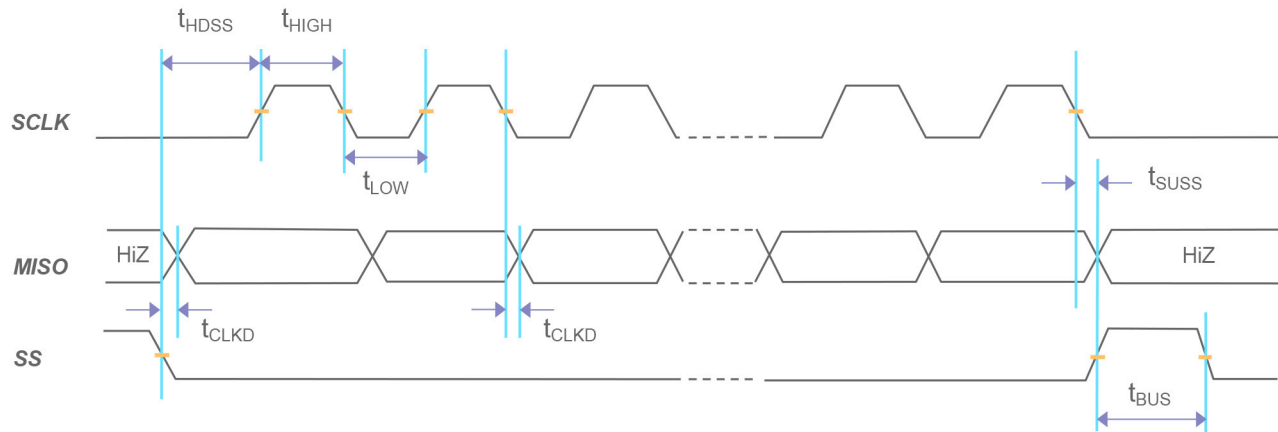 tHDSS
tHIGH
SCLK
tLOW
tSUSS
HiZ
HiZ
MISO
tCLKD
tCLKD
SS
tBUS